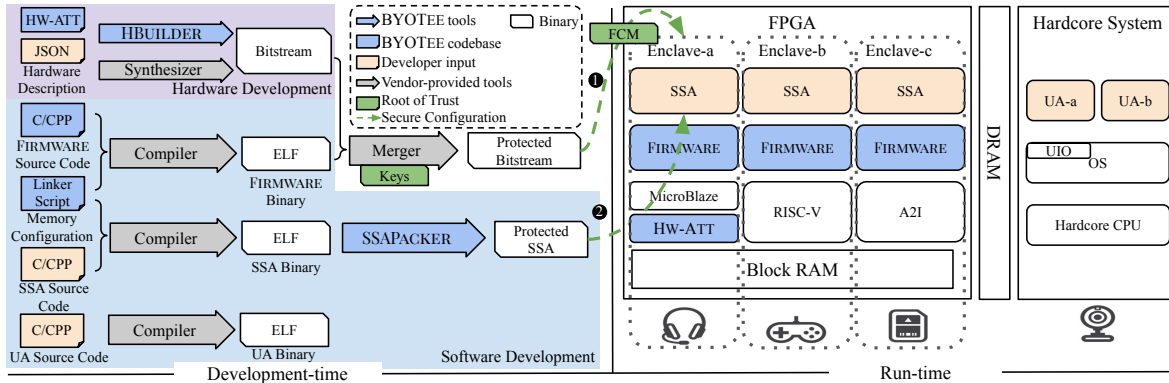 HW-ATT
JSON
Hardware
Description
HBUILDER
Synthesizer
Bitstream
Hardware Development
BYOTEE tools
BYOTEE codebase
Developer input
Vendor-provided tools
Root of Trust
Secure Configuration
Binary
C/CPP
FIRMWARE
Source Code
Linker
Script
Memory
Configuration
C/CPP
SSA Source
Code
C/CPP
UA Source Code
Compiler
ELF
FIRMWARE
Binary
Merger
Keys
Protected
Bitstream
Compiler
ELF
SSA Binary
SSAPACKER
Protected
SSA
Compiler
ELF
UA Binary
Software Development
Development-time
❶
❷
FCM
FPGA
Enclave-a
Enclave-b
Enclave-c
SSA
SSA
SSA
FIRMWARE
FIRMWARE
FIRMWARE
MicroBlaze
HW-ATT
RISC-V
A2I
Block RAM
DRAM
Hardcore System
UA-a
UA-b
UIO
OS
Hardcore CPU
Run-time